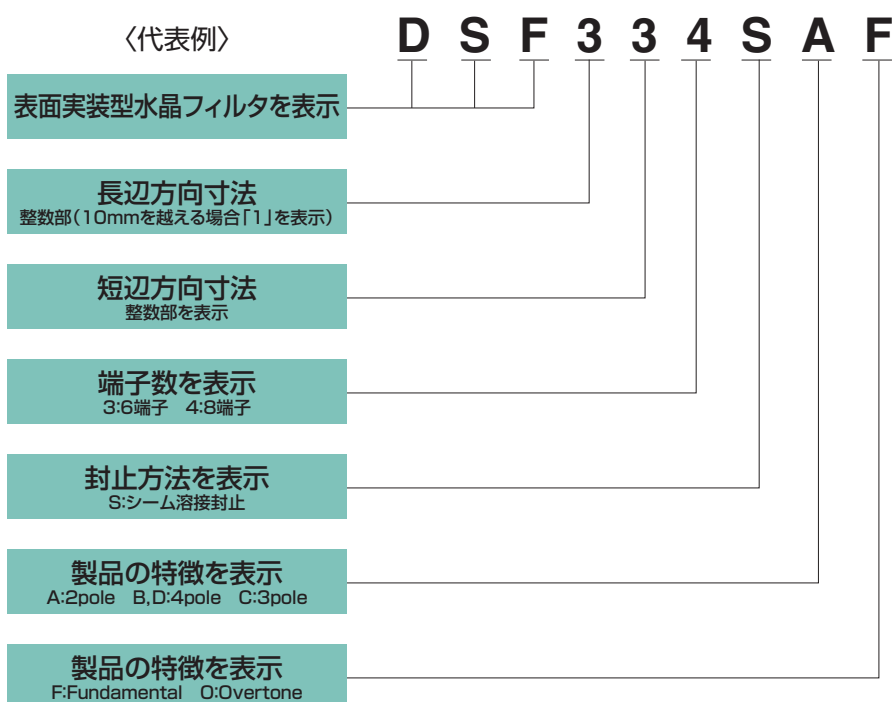 〈代表例〉 D S F 3 3 4 S A F
表面実装型水晶フィルタを表示
長辺方向寸法
整数部(10mmを越える場合「1」を表示)
短辺方向寸法
整数部を表示
端子数を表示
3:6端子 4:8端子
封止方法を表示
S:シーム溶接封止
製品の特徴を表示
A:2pole B,D:4pole C:3pole
製品の特徴を表示
F:Fundamental O:Overtone